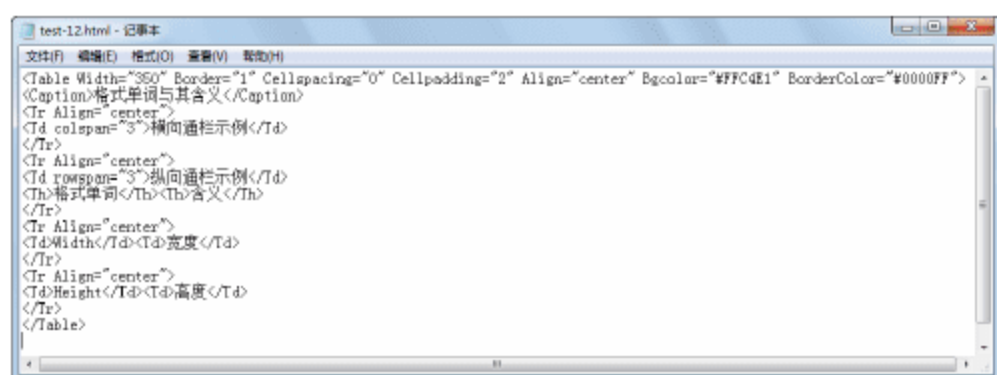 test-12.html - 记事本
文件(F) 编辑(E) 格式(O) 查看(V) 帮助(H)
<Table Width="350" Border="1" Cellspacing="0" Cellpadding="2" Align="center" Bgcolor="#FFC4E1" BorderColor="#0000FF">
<Caption>格式单词与其含义</Caption>
<Tr Align="center">
<Td colspan="3">横向通栏示例</Td>
</Tr>
<Tr Align="center">
<Td rowspan="3">纵向通栏示例</Td>
<Th>格式单词</Th><Th>含义</Th>
</Tr>
<Tr Align="center">
<Td>Width</Td><Td>宽度</Td>
</Tr>
<Tr Align="center">
<Td>Height</Td><Td>高度</Td>
</Tr>
</Table>